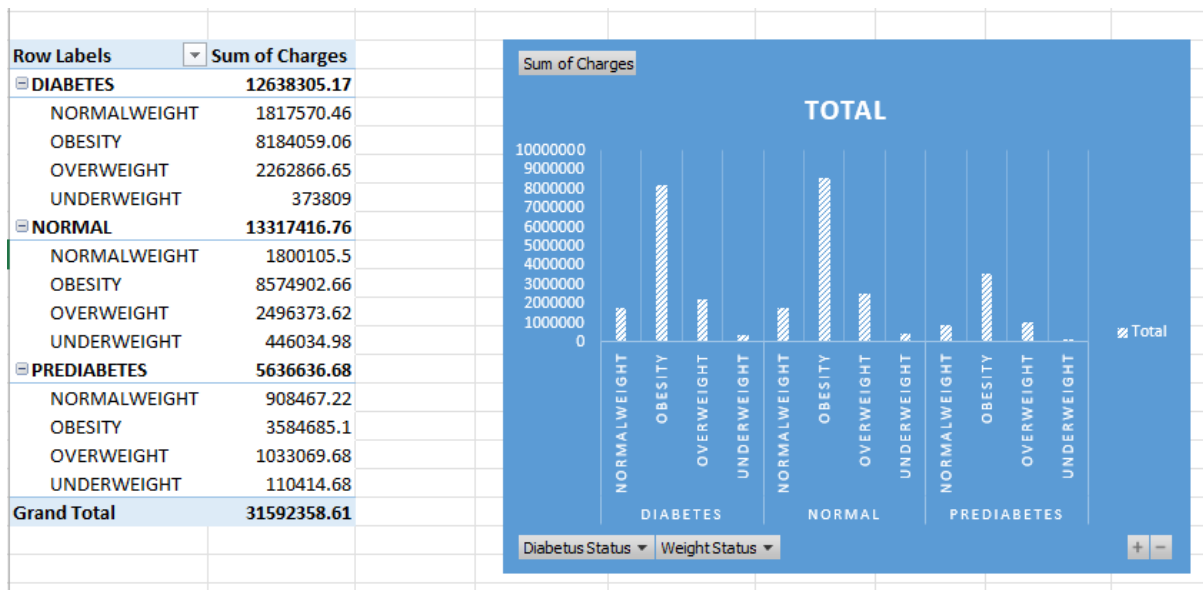 Row Labels Sum of Charges
DIABETES 12638305.17
NORMALWEIGHT 1817570.46
OBESITY 8184059.06
OVERWEIGHT 2262866.65
UNDERWEIGHT 373809
NORMAL 13317416.76
NORMALWEIGHT 1800105.5
OBESITY 8574902.66
OVERWEIGHT 2496373.62
UNDERWEIGHT 446034.98
PREDIABETES 5636636.68
NORMALWEIGHT 908467.22
OBESITY 3584685.1
OVERWEIGHT 1033069.68
UNDERWEIGHT 110414.68
Grand Total 31592358.61
Sum of Charges
TOTAL
10000000
9000000
8000000
7000000
6000000
5000000
4000000
3000000
2000000
1000000
0
NORMALWEIGHT
OBESITY
OVERWEIGHT
UNDERWEIGHT
NORMALWEIGHT
OBESITY
OVERWEIGHT
UNDERWEIGHT
NORMALWEIGHT
OBESITY
OVERWEIGHT
UNDERWEIGHT
DIABETES NORMAL PREDIABETES
Total
Diabetus Status Weight Status + −